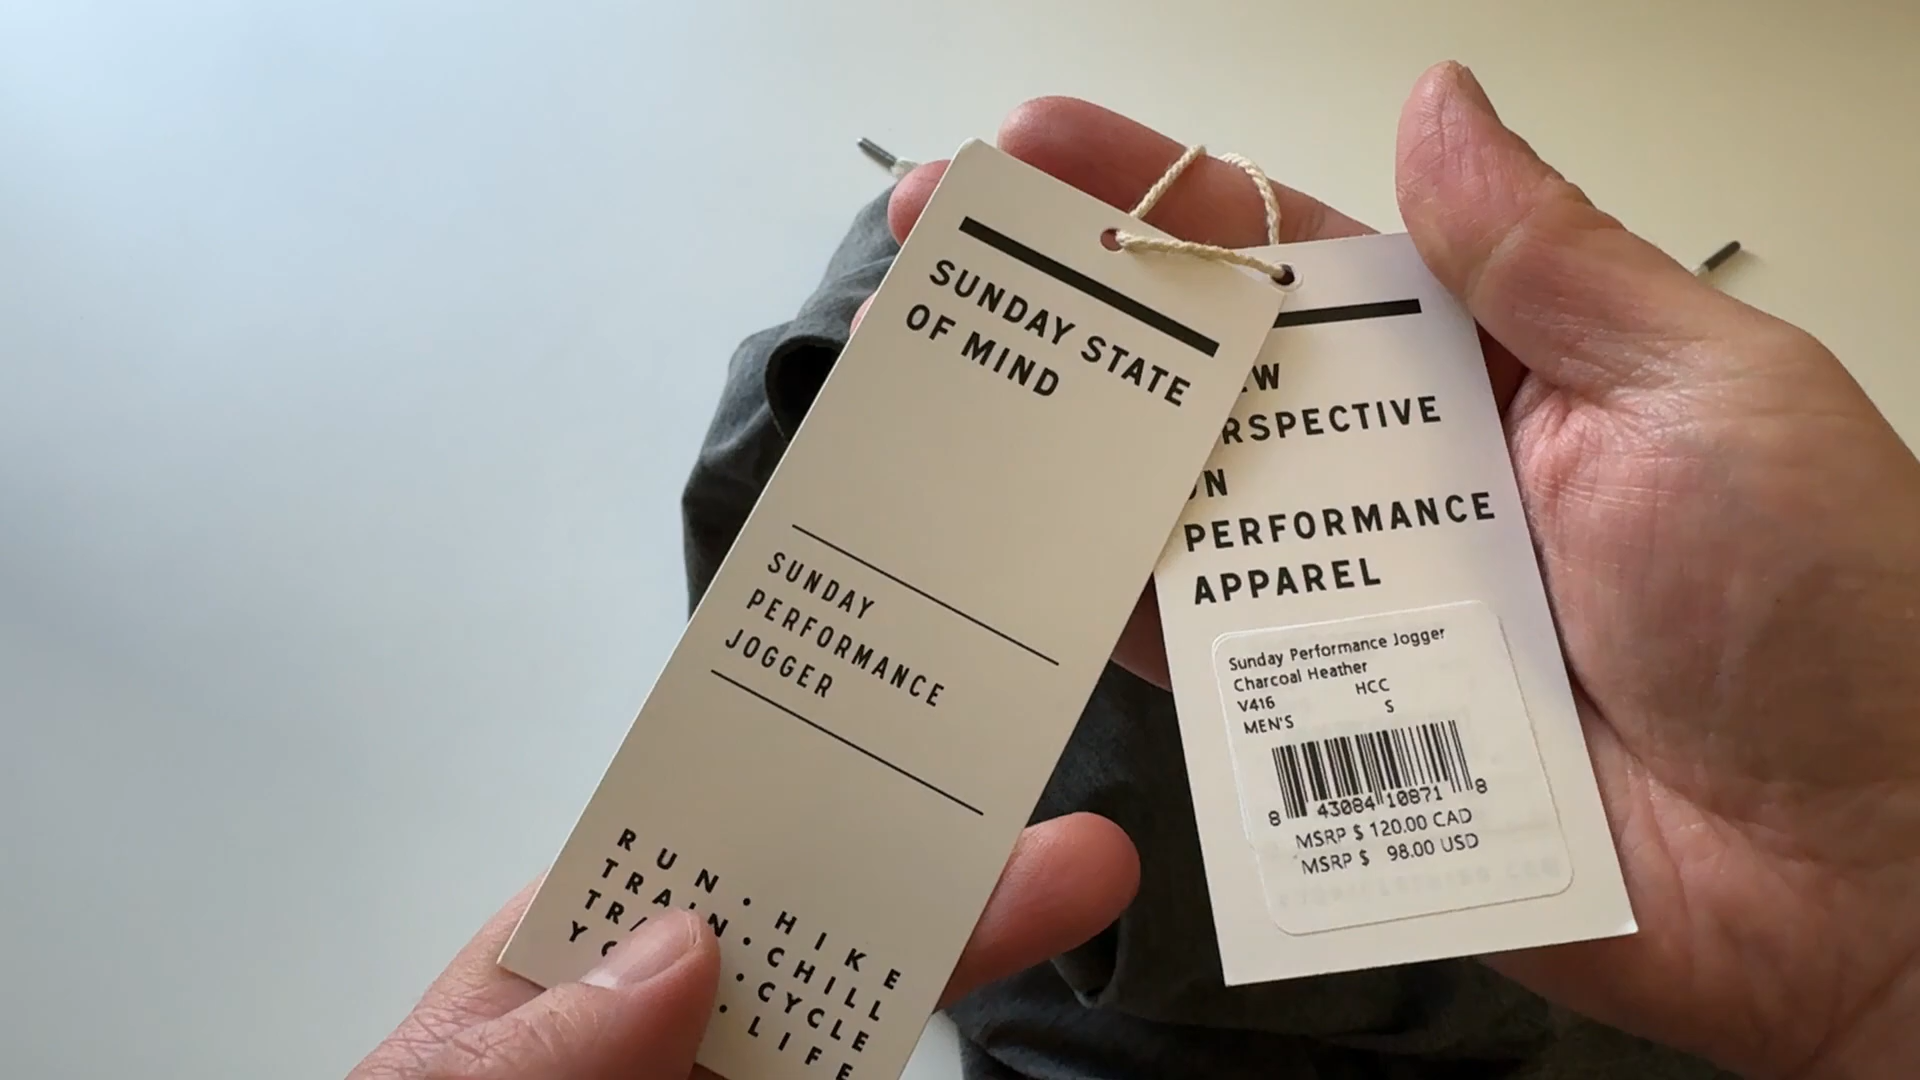 SUNDAY STATE
OF MIND
SUNDAY
PERFORMANCE
JOGGER
RUN • HIKE
TRAIN • CHILL
• CYCLE
• LIFE
PERFORMANCE
APPAREL
Sunday Performance Jogger
Charcoal Heather
V416 HCC
MEN'S S
8 43084 10871 8
MSRP $ 120.00 CAD
MSRP $ 98.00 USD